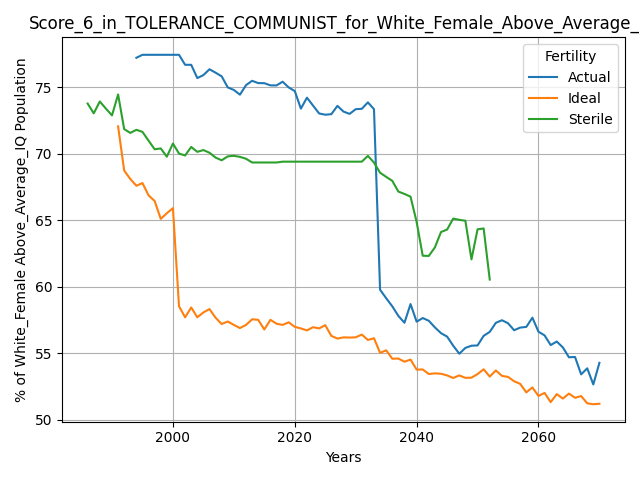 Score_6_in_TOLERANCE_COMMUNIST_for_White_Female_Above_Average_
Fertility
Actual
Ideal
Sterile
% of White_Female Above_Average_IQ Population
75
70
65
60
55
50
2000
2020
2040
2060
Years